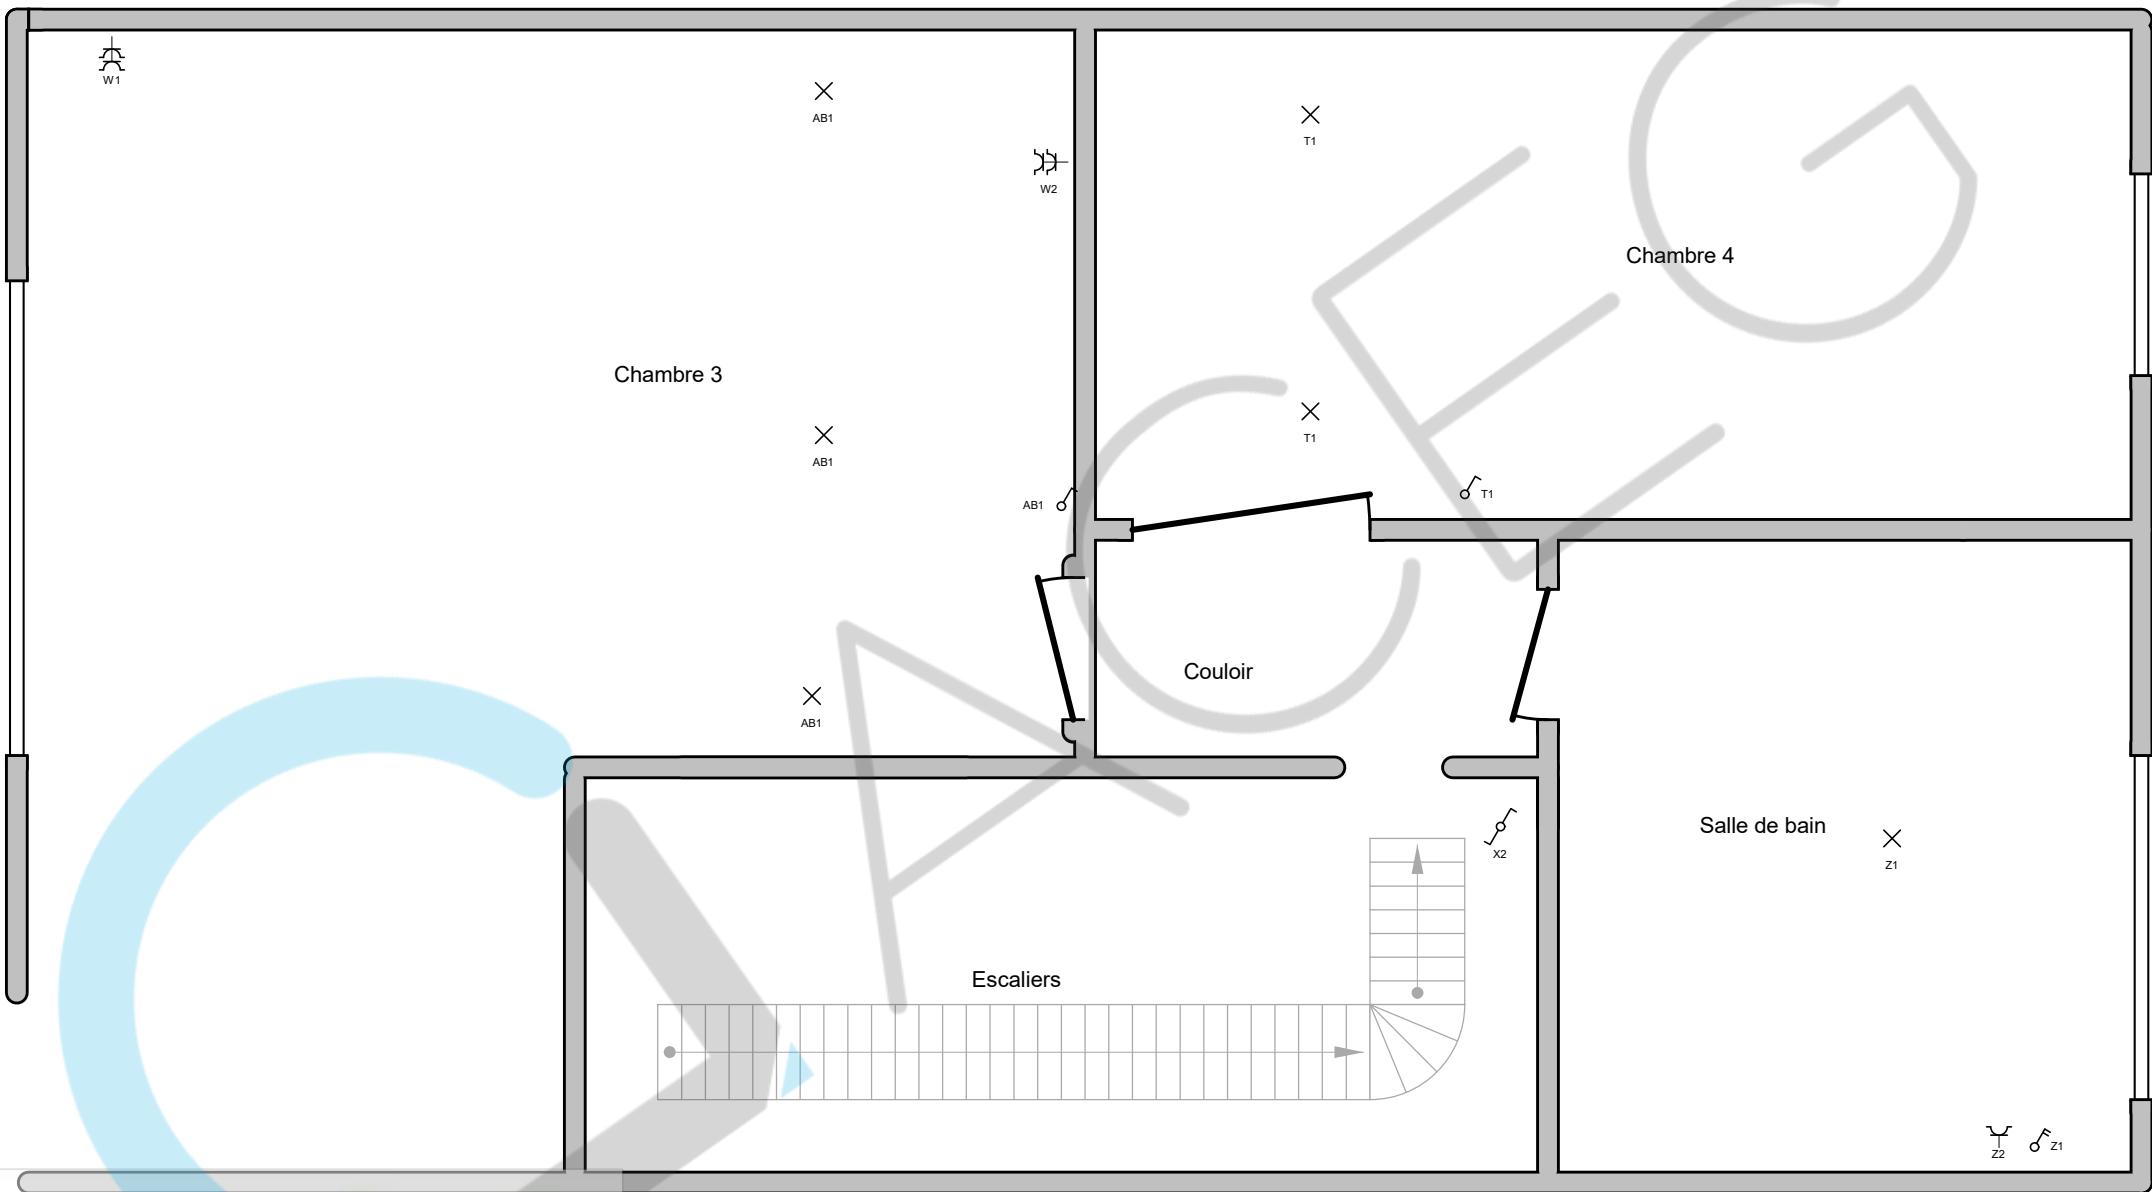 W1
AB1
T1
W2
Chambre 4
Chambre 3
T1
AB1
T1
AB1
Couloir
AB1
Salle de bain
X2
Z1
Escaliers
Z2
Z1
ACEG